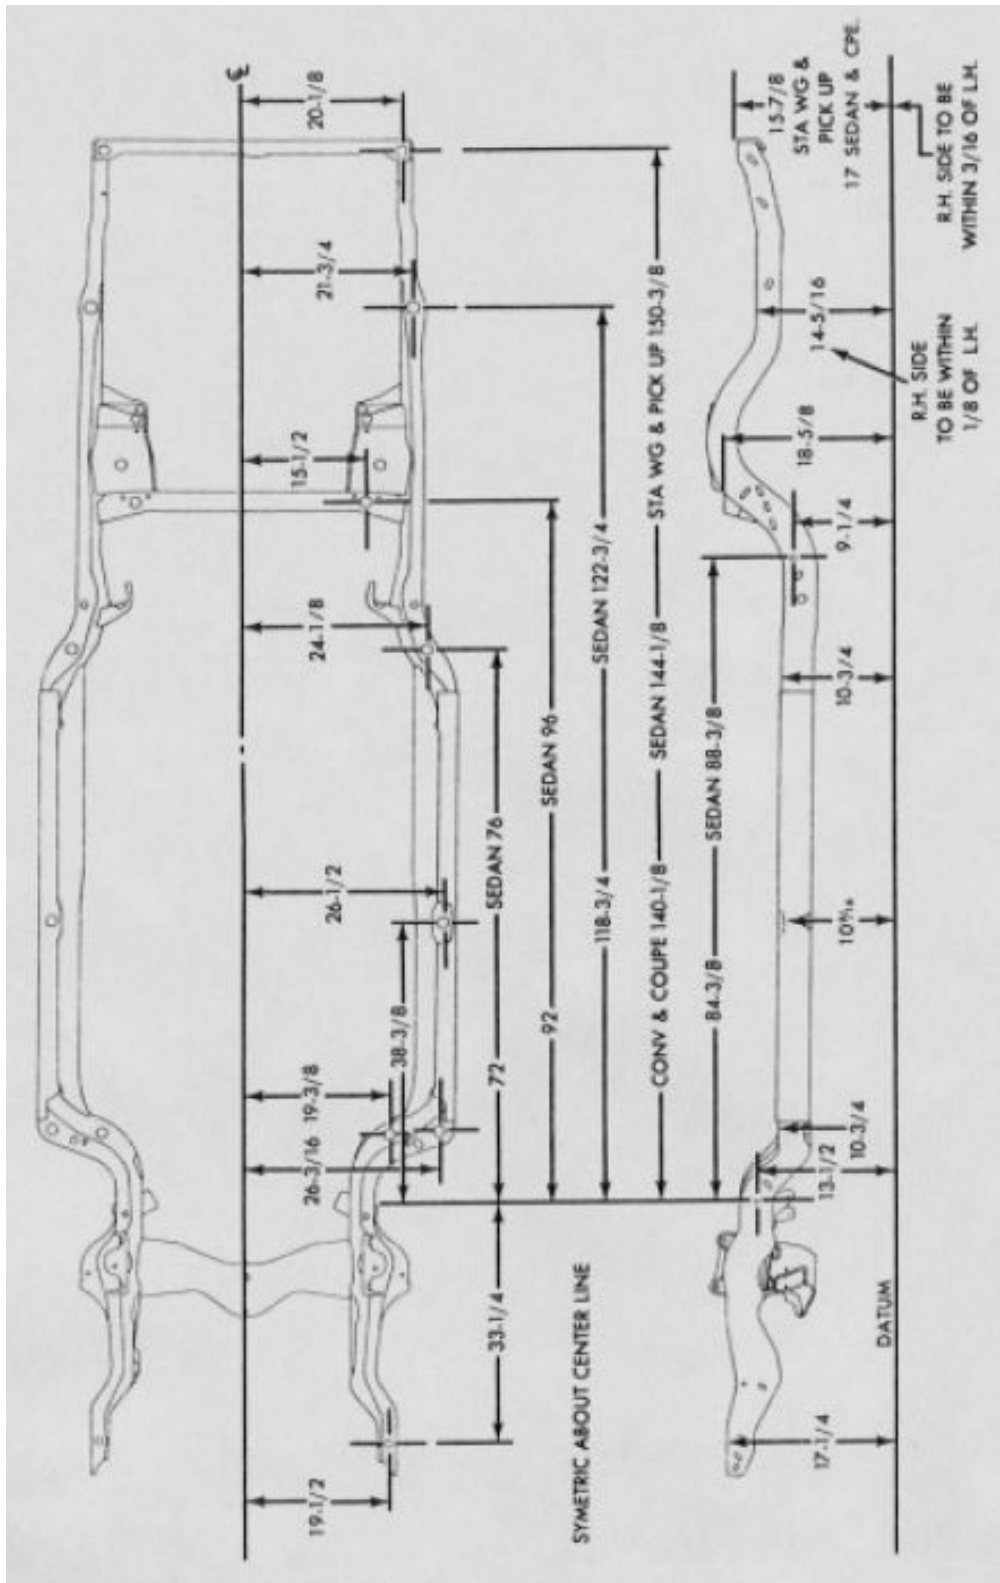 ℄
19-1/2
26-3/16
19-3/8
26-1/2
24-1/8
15-1/2
21-3/4
20-1/8
38-3/8
33-1/4
72
SEDAN 76
92
SEDAN 96
118-3/4
SEDAN 122-3/4
CONV & COUPE 140-1/8
SEDAN 144-1/8
STA WG & PICK UP 150-3/8
SYMETRIC ABOUT CENTER LINE
84-3/8
SEDAN 88-3/8
17-1/4
13-1/2
10-3/4
10-3/4
9-1/4
18-5/8
14-5/16
15-7/8
STA WG &
PICK UP
17 SEDAN & CPE.
DATUM
R.H. SIDE
TO BE WITHIN
1/8 OF L.H.
R.H. SIDE TO BE
WITHIN 3/16 OF L.H.